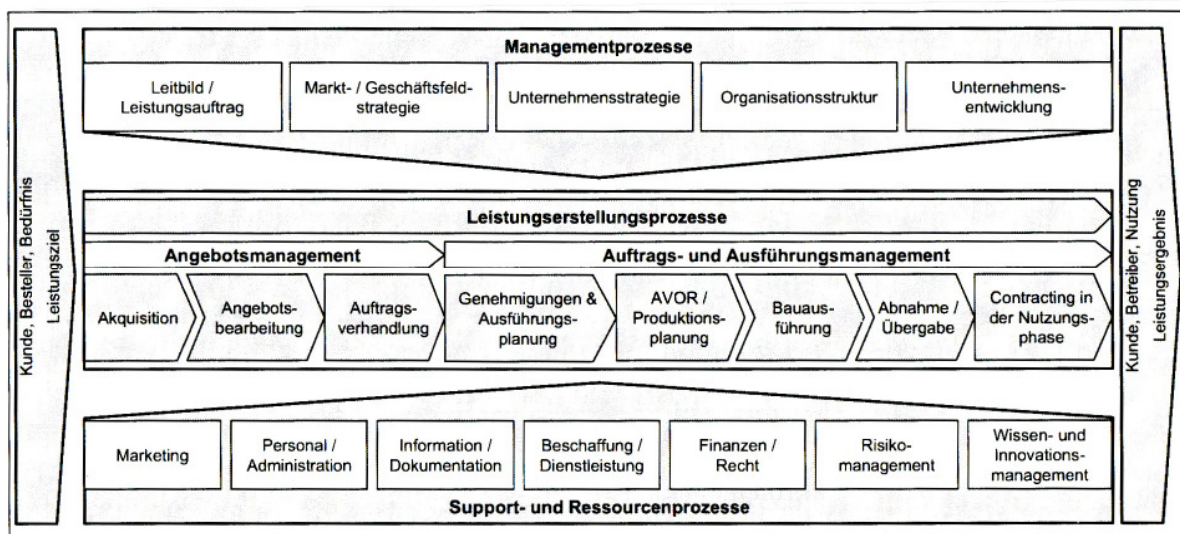 Kunde, Besteller, Bedürfnis
Leistungsziel
Managementprozesse
Leitbild /
Leistungsauftrag
Markt- / Geschäftsfeld-
strategie
Unternehmensstrategie
Organisationsstruktur
Unternehmens-
entwicklung
Leistungserstellungsprozesse
Angebotsmanagement
Auftrags- und Ausführungsmanagement
Akquisition
Angebots-
bearbeitung
Auftrags-
verhandlung
Genehmigungen &
Ausführungs-
planung
AVOR /
Produktions-
planung
Bauaus-
führung
Abnahme /
Übergabe
Contracting in
der Nutzungs-
phase
Marketing
Personal /
Administration
Information /
Dokumentation
Beschaffung /
Dienstleistung
Finanzen /
Recht
Risiko-
management
Wissen- und
Innovations-
management
Support- und Ressourcenprozesse
Kunde, Betreiber, Nutzung
Leistungsergebnis